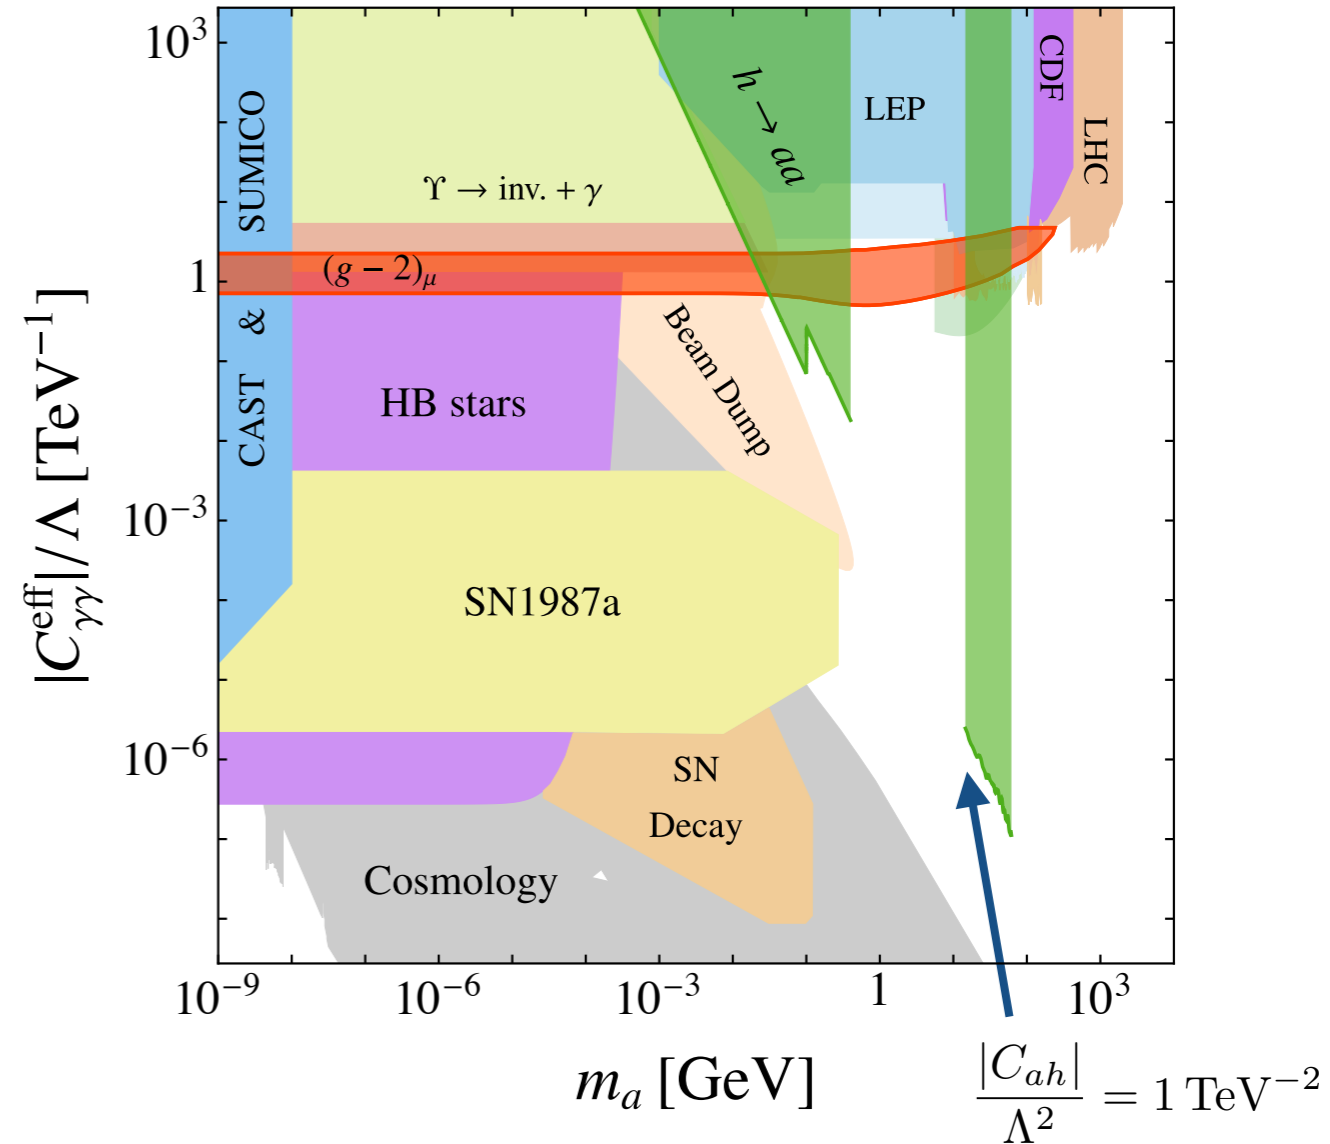 10³
1
10⁻³
10⁻⁶
|C^eff_γγ|/Λ [TeV⁻¹]
CAST & SUMICO
ϒ → inv. + γ
h → aa
LEP
CDF
LHC
(g − 2)_μ
HB stars
Beam Dump
SN1987a
SN
Decay
Cosmology
10⁻⁹
10⁻⁶
10⁻³
1
10³
m_a [GeV]
|C_ah|/Λ² = 1 TeV⁻²